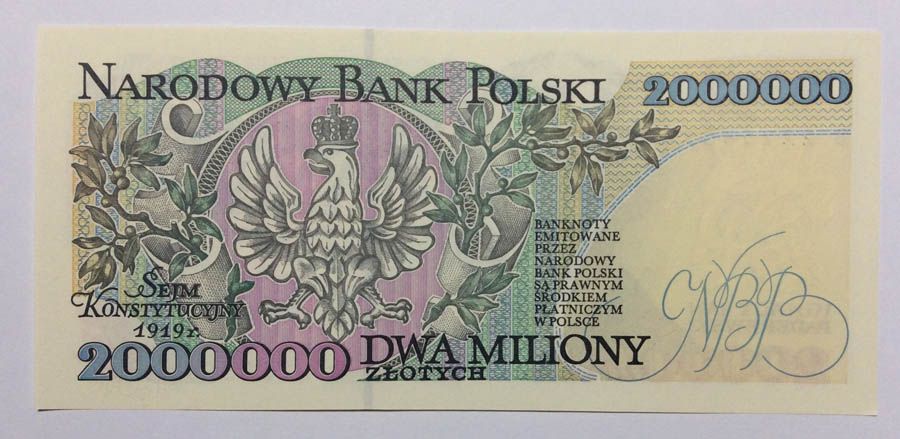 NARODOWY BANK POLSKI
2000000
BANKNOTY
EMITOWANE
PRZEZ
NARODOWY
BANK POLSKI
SĄ PRAWNYM
ŚRODKIEM
PŁATNICZYM
W POLSCE
SEJM
KONSTYTUCYJNY
1919 r.
NBP
2000000
DWA MILIONY
ZŁOTYCH